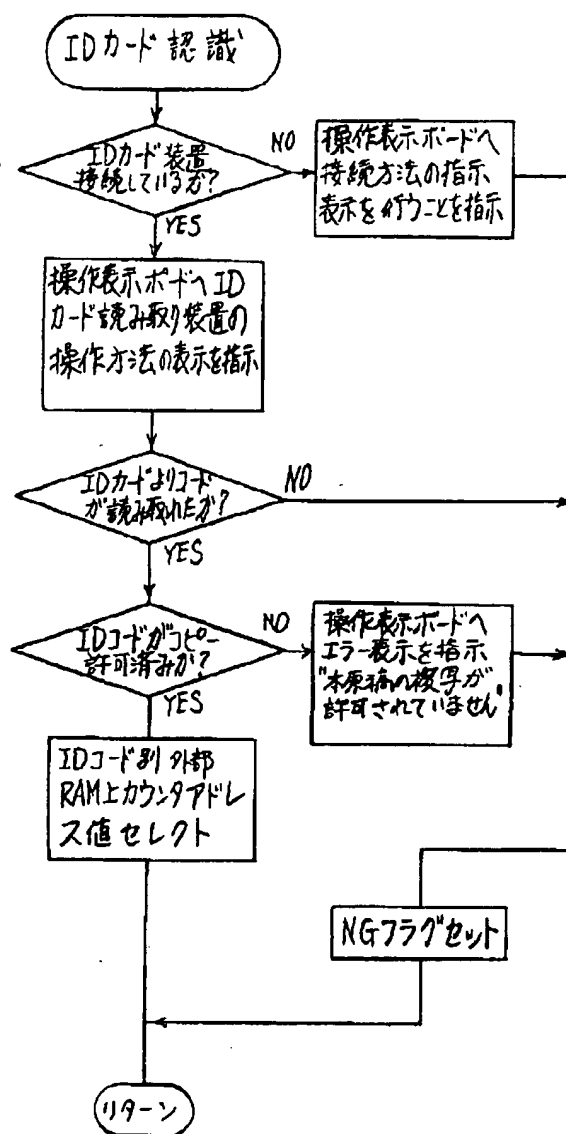 IDカード 認識
IDカード装置
接続しているか?
NO
操作表示ボードへ
接続方法の指示
表示を行うことを指示
YES
操作表示ボードへID
カード読み取り装置の
操作方法の表示を指示
IDカードよりコード
が読み取れたか?
NO
YES
IDコードがコピー
許可済みか?
NO
操作表示ボードへ
エラー表示を指示
"本原稿の複写が
許可されていません"
YES
IDコード別 外部
RAM上カウンタアドレ
ス値セレクト
NGフラグセット
リターン